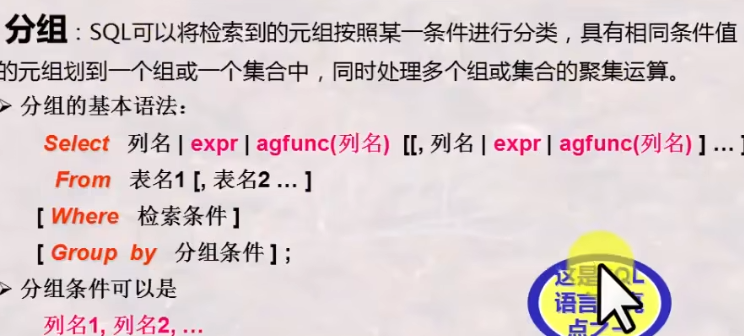 分组：SQL可以将检索到的元组按照某一条件进行分类，具有相同条件值
的元组划到一个组或一个集合中，同时处理多个组或集合的聚集运算。
➢ 分组的基本语法：
Select 列名 | expr | agfunc(列名) [[, 列名 | expr | agfunc(列名) ] … ]
From 表名1 [, 表名2 … ]
[ Where 检索条件 ]
[ Group by 分组条件 ] ;
➢ 分组条件可以是
列名1, 列名2, …
这是QL
语言
点之